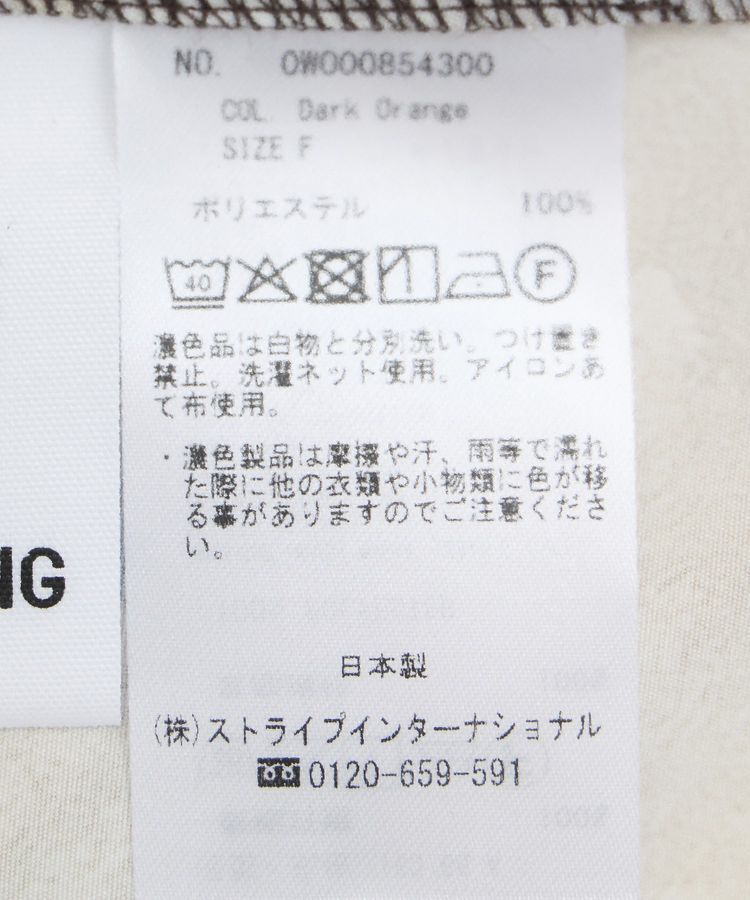 NO. OW000854300
COL. Dark Orange
SIZE F
ポリエステル 100%
40 F
濃色品は白物と分別洗い。つけ置き
禁止。洗濯ネット使用。アイロンあ
て布使用。
・濃色製品は摩擦や汗、雨等で濡れ
た際に他の衣類や小物類に色が移
る事がありますのでご注意くださ
い。
NG
日本製
(株)ストライプインターナショナル
0120-659-591